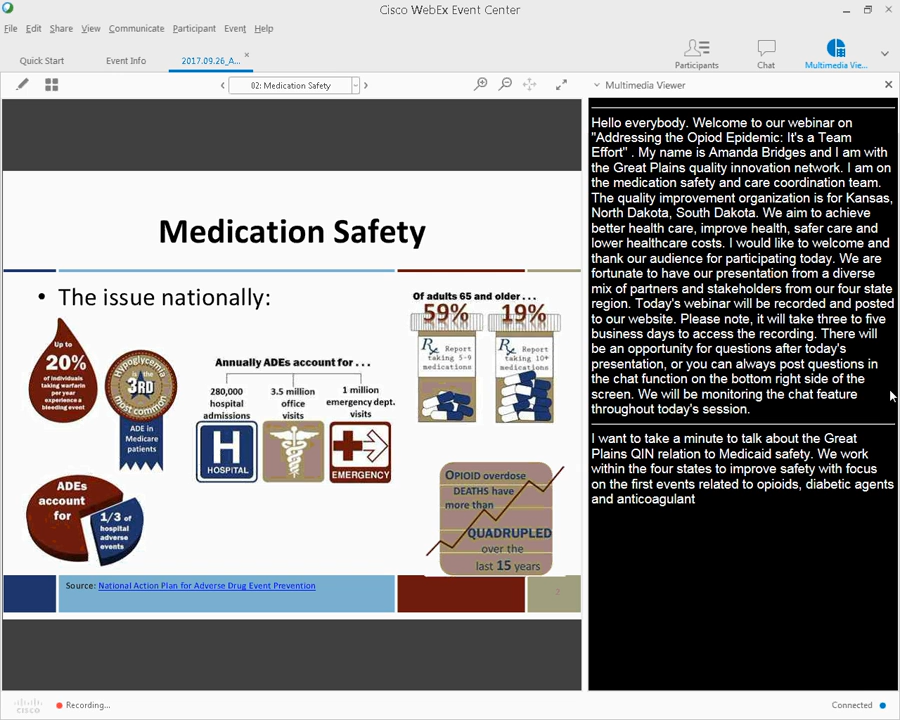 Cisco WebEx Event Center
File Edit Share View Communicate Participant Event Help
Quick Start
Event Info
2017.09.26_A...
Participants
Chat
Multimedia Vie...
02: Medication Safety
Multimedia Viewer
Medication Safety
• The issue nationally:
Up to
20%
of individuals
taking warfarin
per year
experience a
bleeding event
Hypoglycemia
is the
3RD
most common
ADE in
Medicare
patients
Annually ADEs account for . . .
280,000
hospital
admissions
3.5 million
office
visits
1 million
emergency dept.
visits
HOSPITAL
EMERGENCY
Of adults 65 and older . . .
59%
Rx Report
taking 5-9
medications
19%
Rx Report
taking 10+
medications
ADEs
account
for
1/3 of
hospital
adverse
events
OPIOID overdose
DEATHS have
more than
QUADRUPLED
over the
last 15 years
Source: National Action Plan for Adverse Drug Event Prevention
2
Hello everybody. Welcome to our webinar on
"Addressing the Opiod Epidemic: It's a Team
Effort" . My name is Amanda Bridges and I am with
the Great Plains quality innovation network. I am on
the medication safety and care coordination team.
The quality improvement organization is for Kansas,
North Dakota, South Dakota. We aim to achieve
better health care, improve health, safer care and
lower healthcare costs. I would like to welcome and
thank our audience for participating today. We are
fortunate to have our presentation from a diverse
mix of partners and stakeholders from our four state
region. Today's webinar will be recorded and posted
to our website. Please note, it will take three to five
business days to access the recording. There will
be an opportunity for questions after today's
presentation, or you can always post questions in
the chat function on the bottom right side of the
screen. We will be monitoring the chat feature
throughout today's session.
I want to take a minute to talk about the Great
Plains QIN relation to Medicaid safety. We work
within the four states to improve safety with focus
on the first events related to opioids, diabetic agents
and anticoagulant
cisco
Recording...
Connected